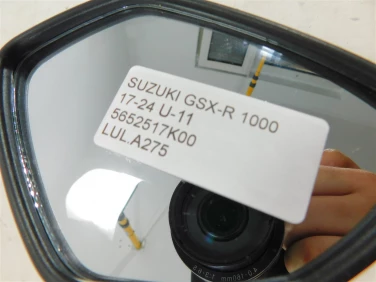 SUZUKI GSX-R 1000
17-24 U-11
5652517K00
LUL.A275